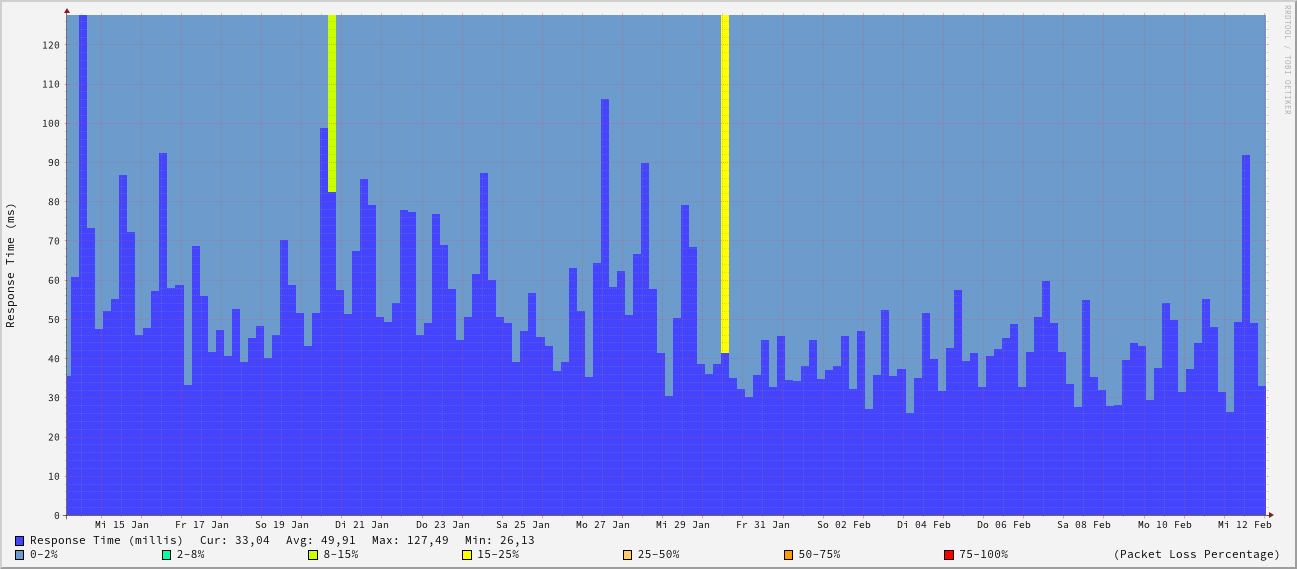 RRDTOOL / TOBI OETIKER
Response Time (ms)
120
110
100
90
80
70
60
50
40
30
20
10
0
Mi 15 Jan Fr 17 Jan So 19 Jan Di 21 Jan Do 23 Jan Sa 25 Jan Mo 27 Jan Mi 29 Jan Fr 31 Jan So 02 Feb Di 04 Feb Do 06 Feb Sa 08 Feb Mo 10 Feb Mi 12 Feb
Response Time (millis) Cur: 33,04 Avg: 49,91 Max: 127,49 Min: 26,13
0-2% 2-8% 8-15% 15-25% 25-50% 50-75% 75-100% (Packet Loss Percentage)